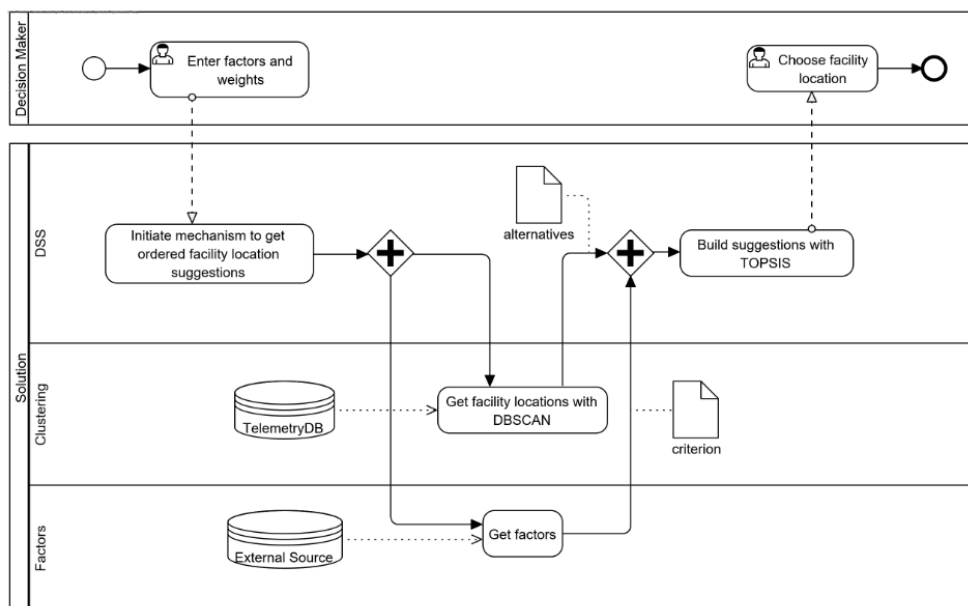 Decision Maker
Enter factors and
weights
Choose facility
location
Solution
DSS
Initiate mechanism to get
ordered facility location
suggestions
alternatives
Build suggestions with
TOPSIS
Clustering
TelemetryDB
Get facility locations with
DBSCAN
criterion
Factors
External Source
Get factors